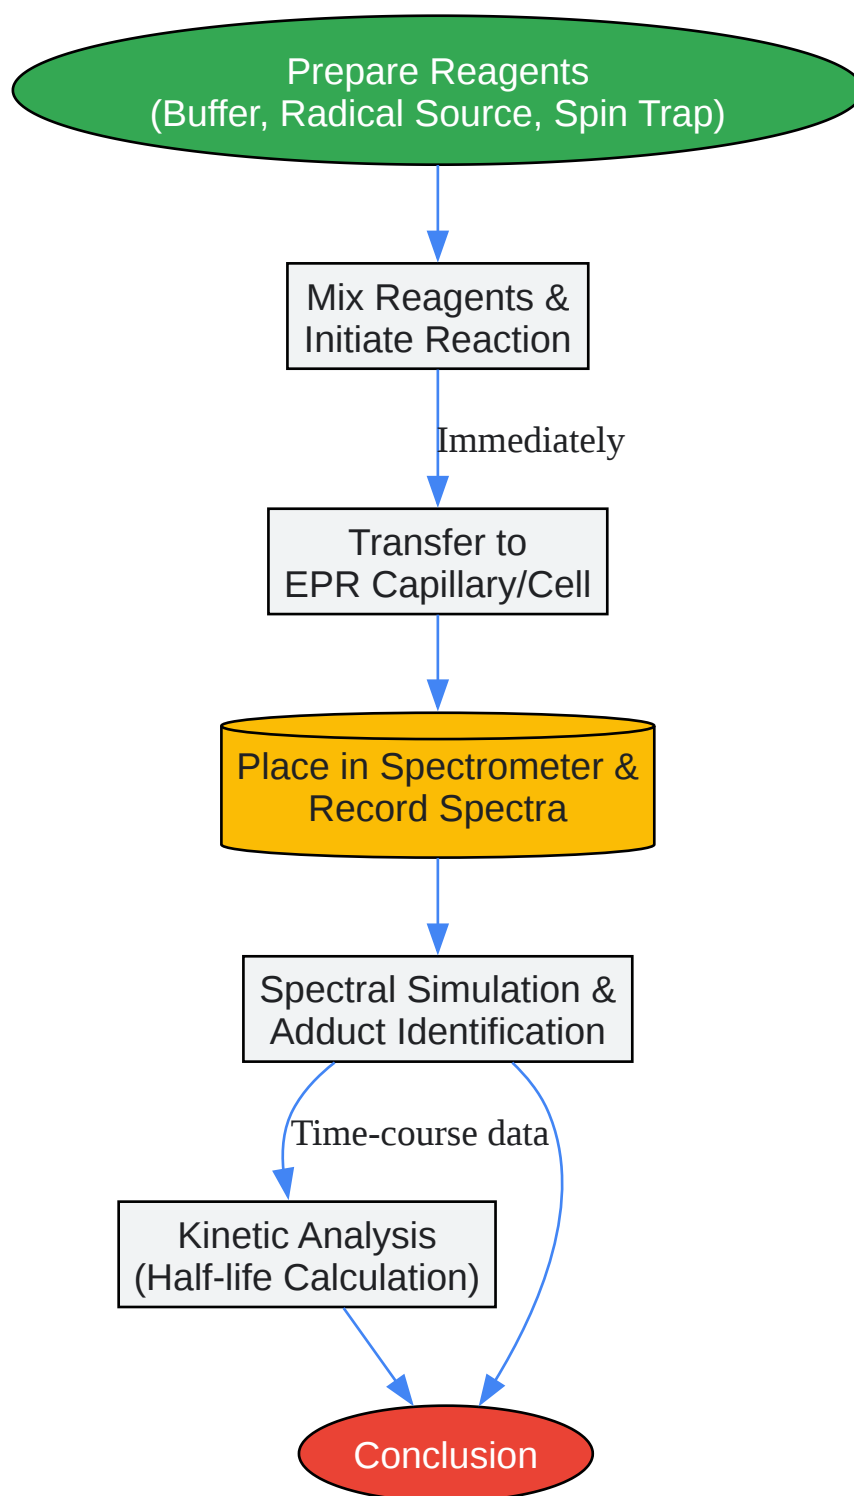 Prepare Reagents
(Buffer, Radical Source, Spin Trap)
Mix Reagents &
Initiate Reaction
Immediately
Transfer to
EPR Capillary/Cell
Place in Spectrometer &
Record Spectra
Spectral Simulation &
Adduct Identification
Time-course data
Kinetic Analysis
(Half-life Calculation)
Conclusion